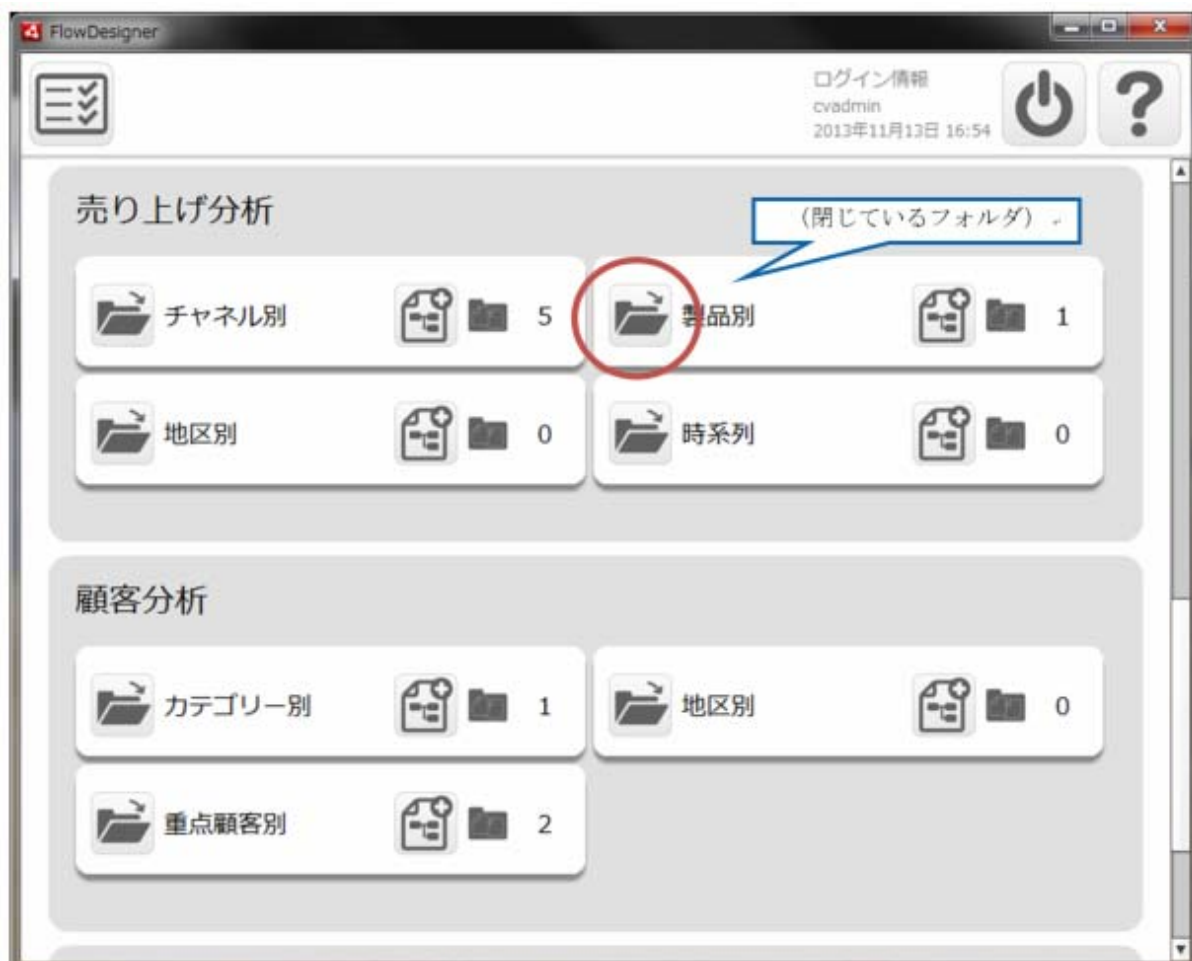 FlowDesigner
ログイン情報
cvadmin
2013年11月13日 16:54
売り上げ分析
（閉じているフォルダ）
チャネル別 5
製品別 1
地区別 0
時系列 0
顧客分析
カテゴリー別 1
地区別 0
重点顧客別 2